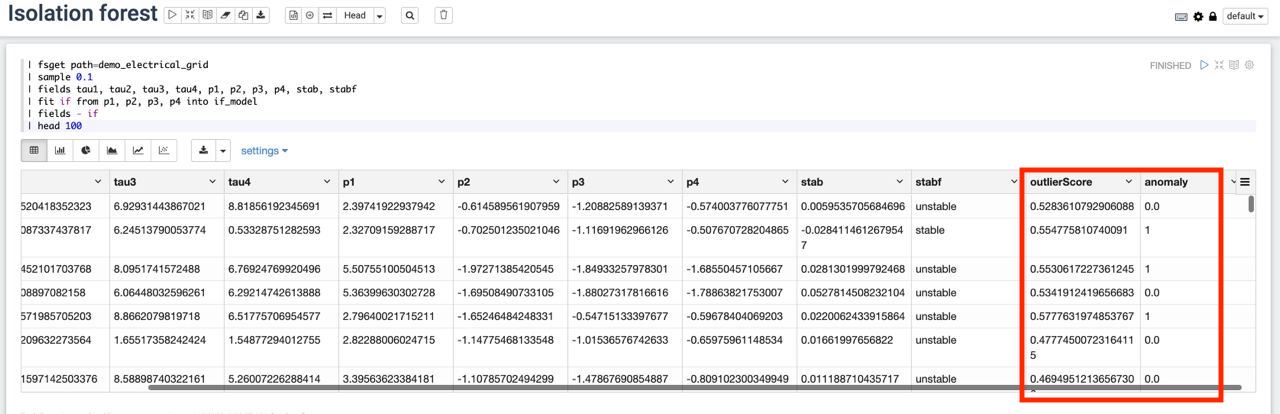 Isolation forest
Head
default
| fsget path=demo_electrical_grid
| sample 0.1
| fields tau1, tau2, tau3, tau4, p1, p2, p3, p4, stab, stabf
| fit if from p1, p2, p3, p4 into if_model
| fields - if
| head 100
FINISHED
settings
tau3 tau4 p1 p2 p3 p4 stab stabf outlierScore anomaly
520418352323 6.92931443867021 8.81856192345691 2.39741922937942 -0.614589561907959 -1.20882589139371 -0.574003776077751 0.0059535705684696 unstable 0.5283610792906088 0.0
087337437817 6.24513790053774 0.53328751282593 2.32709159288717 -0.702501235021046 -1.11691962966126 -0.507670728204865 -0.028411461267954 stable 0.554775810740091 1
7
452101703768 8.0951741572488 6.76924769920496 5.50755100504513 -1.97271385420545 -1.84933257978301 -1.68550457105667 0.0281301999792468 unstable 0.5530617227361245 1
08897082158 6.06448032596261 6.29214742613888 5.36399630302728 -1.69508490733105 -1.88027317816616 -1.78863821753007 0.0527814508232104 unstable 0.5341912419656683 0.0
571985705203 8.8662079819718 6.51775706954577 2.79640021715211 -1.65246484248331 -0.54715133397677 -0.59678404069203 0.0220062433915864 unstable 0.5777631974853767 1
209632273564 1.65517358242424 1.54877294012755 2.82288006024715 -1.14775468133548 -1.01536576742633 -0.65975961148534 0.01661997656822 unstable 0.477745007231641 0.0
5
1597142503376 8.58898740322161 5.26007226288414 3.39563623384181 -1.10785702494299 -1.47867690854887 -0.809102300349949 0.011188710435717 unstable 0.4694951213656730 0.0